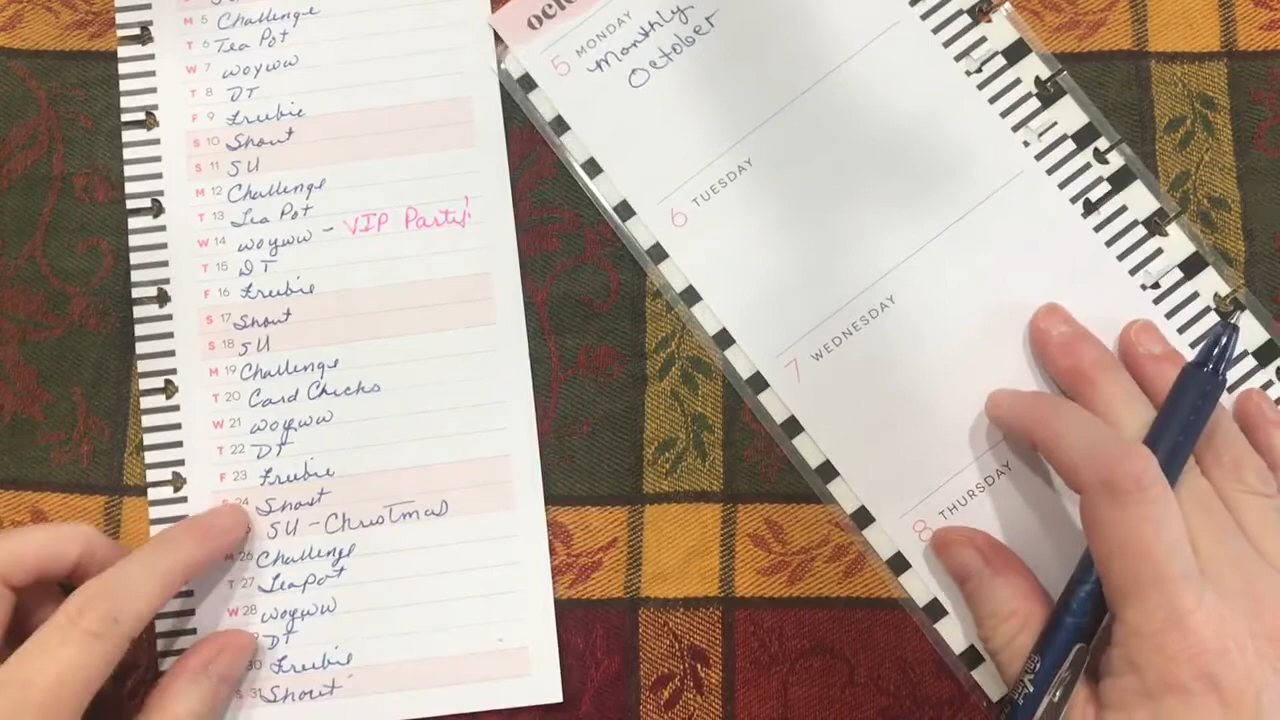 M 5 Challenge
T 6 Tea Pot
W 7 woyww
T 8 DT
F 9 Freebie
S 10 Shout
S 11 SU
M 12 Challenge
T 13 Tea Pot
W 14 woyww - VIP Party!
T 15 DT
F 16 Freebie
S 17 Shout
S 18 SU
M 19 Challenge
T 20 Card Chicks
W 21 woyww
T 22 DT
F 23 Freebie
24 Shout
SU - Christmas
M 26 Challenge
T 27 Teapot
W 28 woyww
DT
30 Freebie
S 31 Shout
5 MONDAY
Monthly
October
6 TUESDAY
7 WEDNESDAY
8 THURSDAY